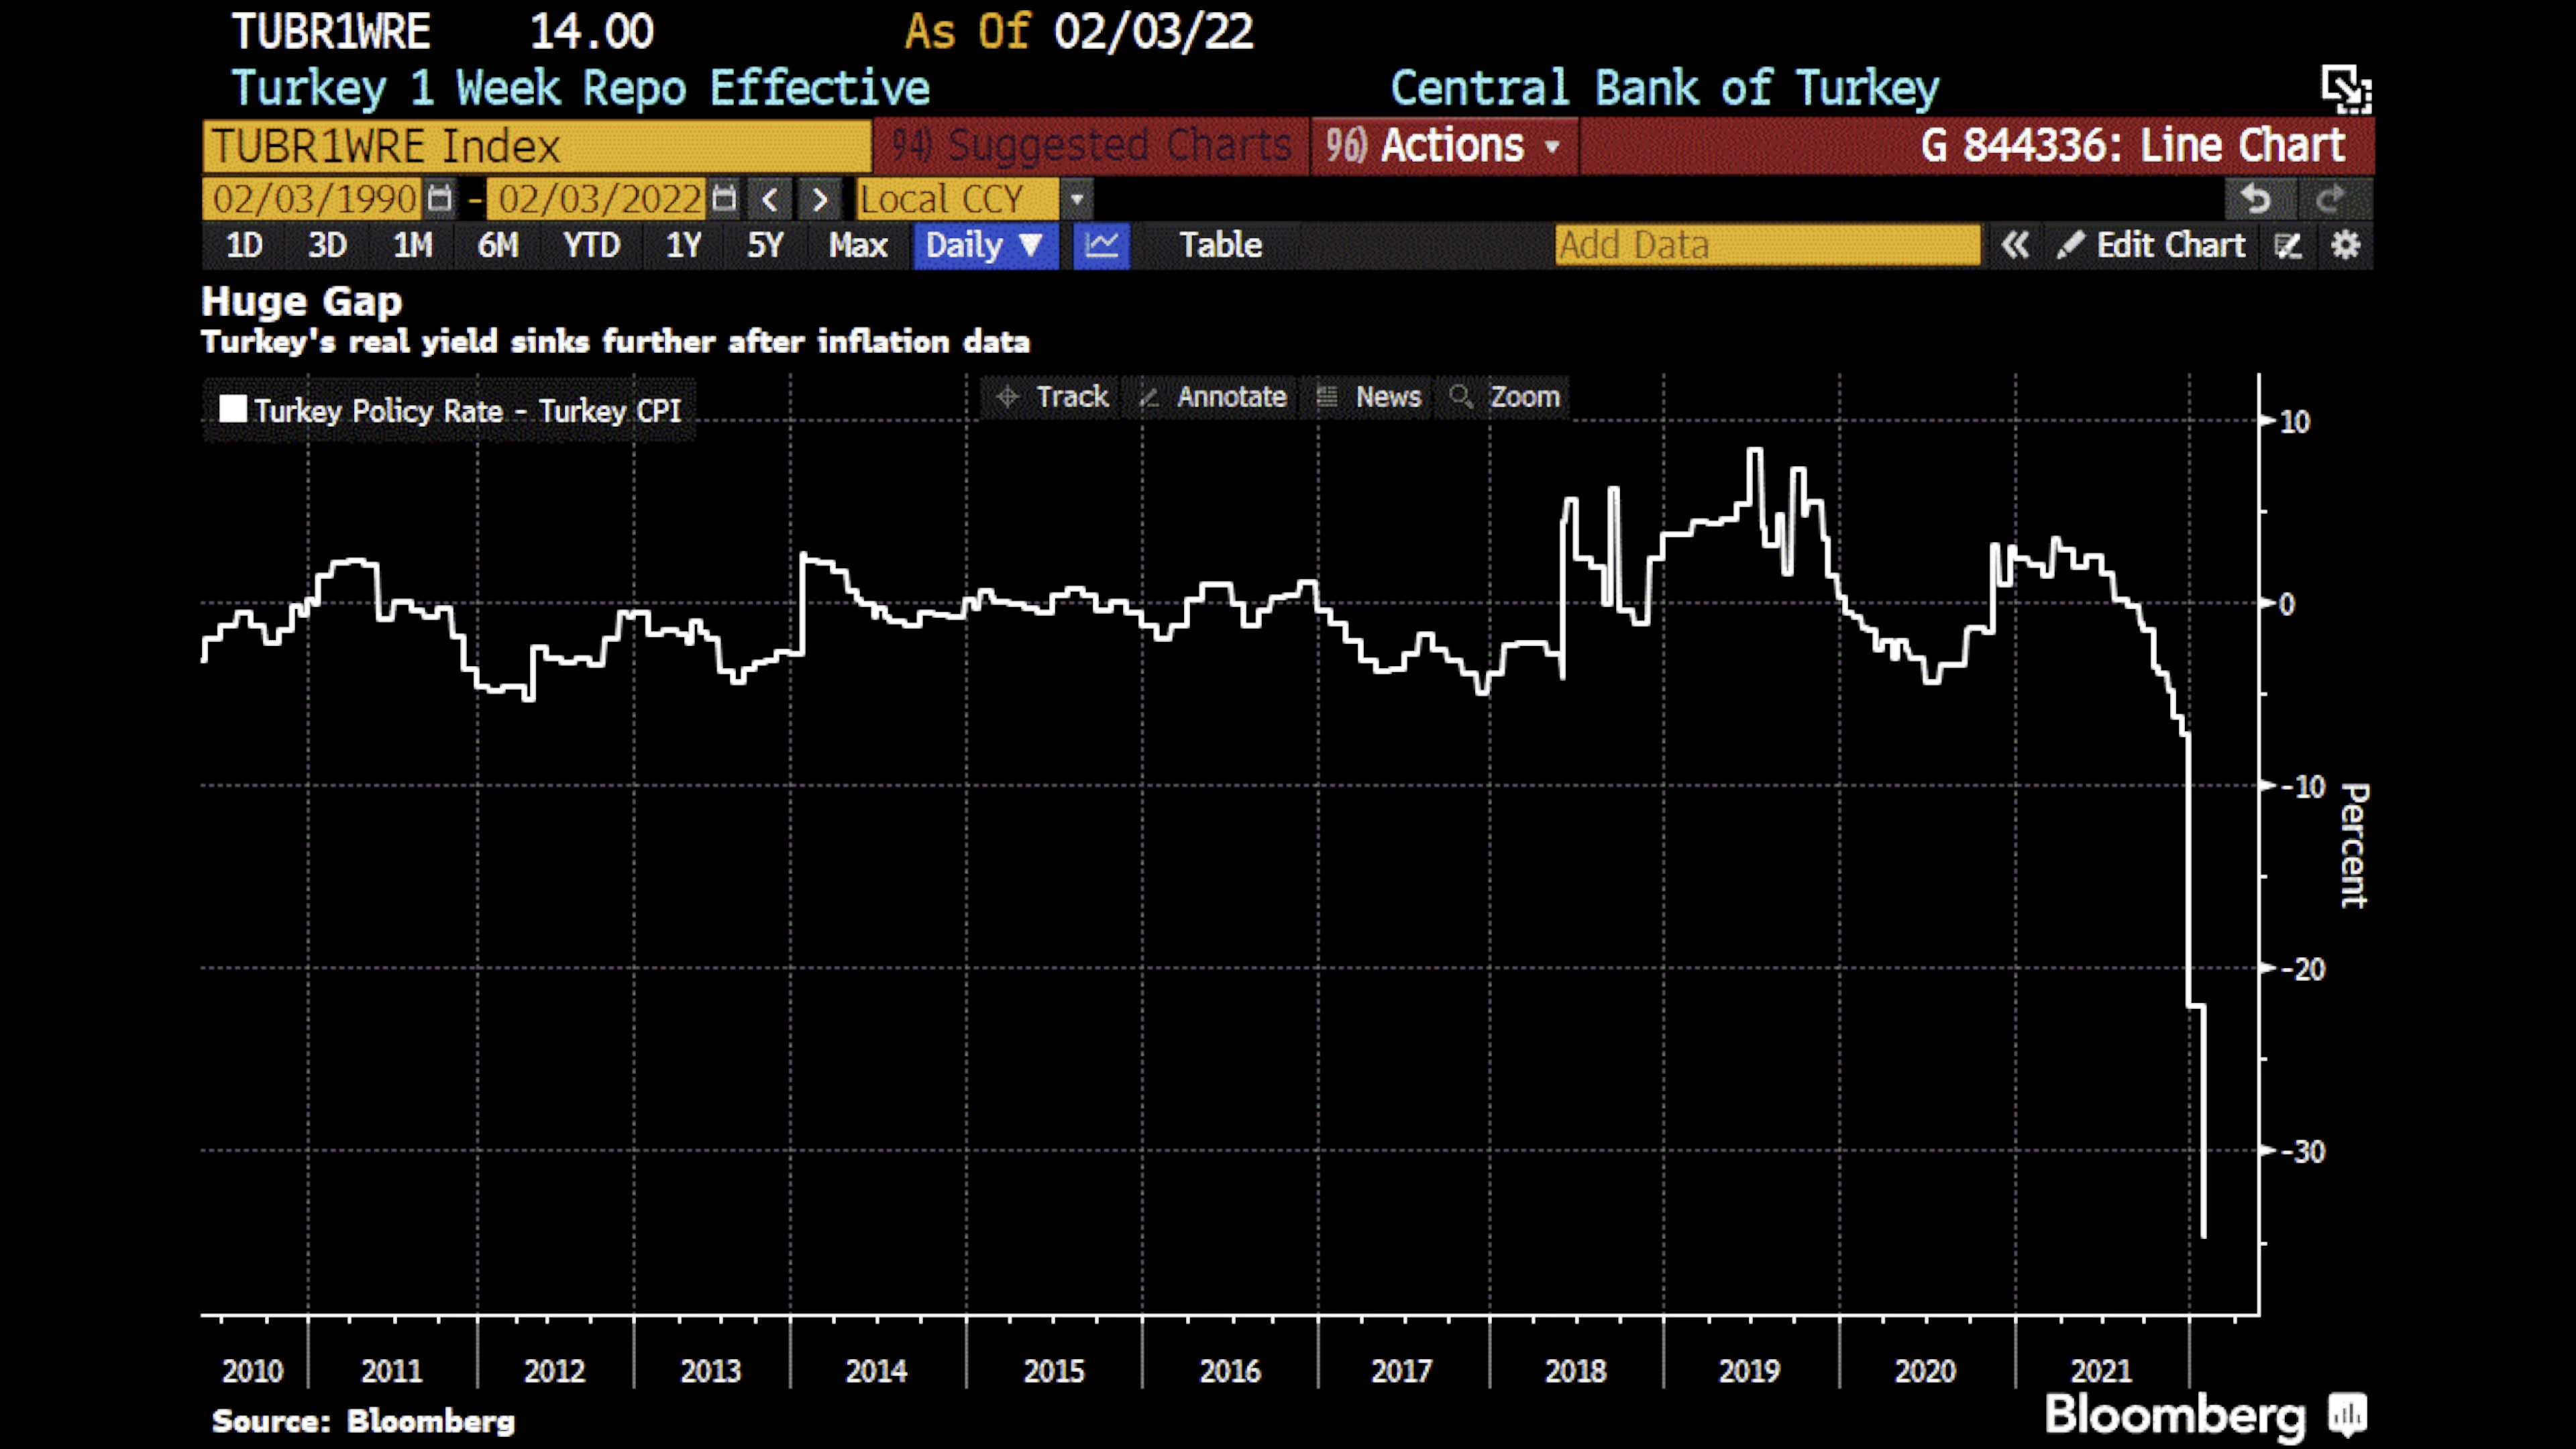 TUBR1WRE 14.00 As Of 02/03/22
Turkey 1 Week Repo Effective Central Bank of Turkey
TUBR1WRE Index 94) Suggested Charts 96) Actions G 844336: Line Chart
02/03/1990 - 02/03/2022 Local CCY
1D 3D 1M 6M YTD 1Y 5Y Max Daily Table Add Data Edit Chart
Huge Gap
Turkey's real yield sinks further after inflation data
Turkey Policy Rate - Turkey CPI
Track Annotate News Zoom
10
0
-10
-20
-30
Percent
2010 2011 2012 2013 2014 2015 2016 2017 2018 2019 2020 2021
Source: Bloomberg
Bloomberg